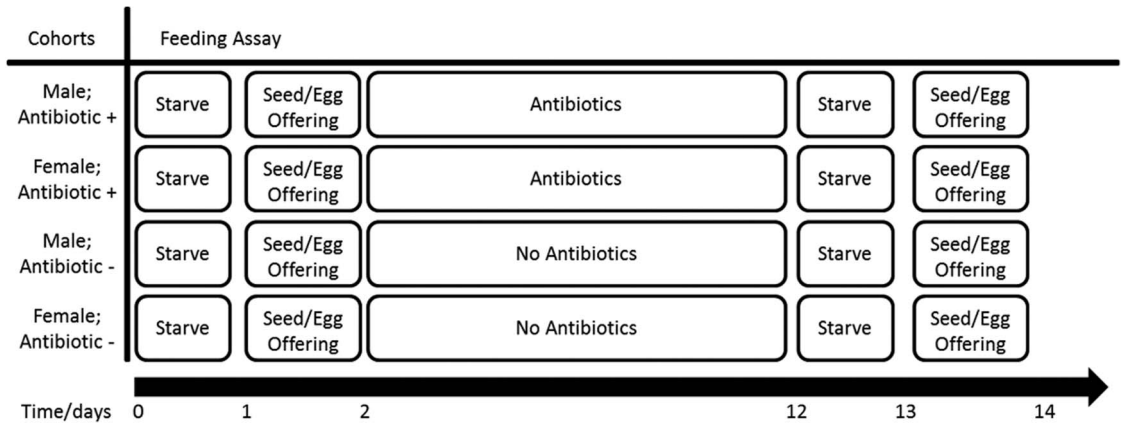 Cohorts
Feeding Assay
Male;
Antibiotic +
Starve
Seed/Egg
Offering
Antibiotics
Starve
Seed/Egg
Offering
Female;
Antibiotic +
Starve
Seed/Egg
Offering
Antibiotics
Starve
Seed/Egg
Offering
Male;
Antibiotic -
Starve
Seed/Egg
Offering
No Antibiotics
Starve
Seed/Egg
Offering
Female;
Antibiotic -
Starve
Seed/Egg
Offering
No Antibiotics
Starve
Seed/Egg
Offering
Time/days 0 1 2 12 13 14